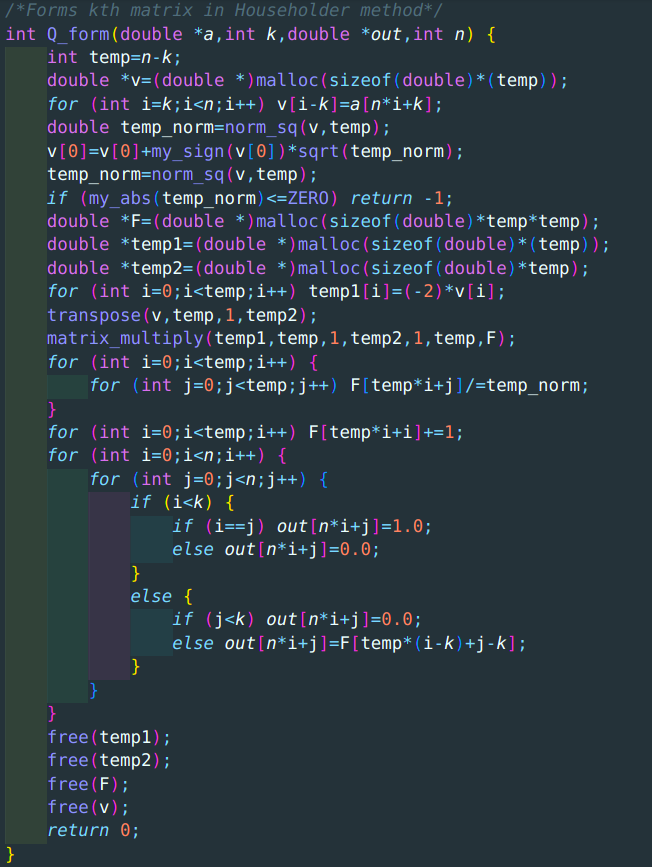 /*Forms kth matrix in Householder method*/
int Q_form(double *a,int k,double *out,int n) {
    int temp=n-k;
    double *v=(double *)malloc(sizeof(double)*(temp));
    for (int i=k;i<n;i++) v[i-k]=a[n*i+k];
    double temp_norm=norm_sq(v,temp);
    v[0]=v[0]+my_sign(v[0])*sqrt(temp_norm);
    temp_norm=norm_sq(v,temp);
    if (my_abs(temp_norm)<=ZERO) return -1;
    double *F=(double *)malloc(sizeof(double)*temp*temp);
    double *temp1=(double *)malloc(sizeof(double)*(temp));
    double *temp2=(double *)malloc(sizeof(double)*temp);
    for (int i=0;i<temp;i++) temp1[i]=(-2)*v[i];
    transpose(v,temp,1,temp2);
    matrix_multiply(temp1,temp,1,temp2,1,temp,F);
    for (int i=0;i<temp;i++) {
        for (int j=0;j<temp;j++) F[temp*i+j]/=temp_norm;
    }
    for (int i=0;i<temp;i++) F[temp*i+i]+=1;
    for (int i=0;i<n;i++) {
        for (int j=0;j<n;j++) {
            if (i<k) {
                if (i==j) out[n*i+j]=1.0;
                else out[n*i+j]=0.0;
            }
            else {
                if (j<k) out[n*i+j]=0.0;
                else out[n*i+j]=F[temp*(i-k)+j-k];
            }
        }
    }
    free(temp1);
    free(temp2);
    free(F);
    free(v);
    return 0;
}